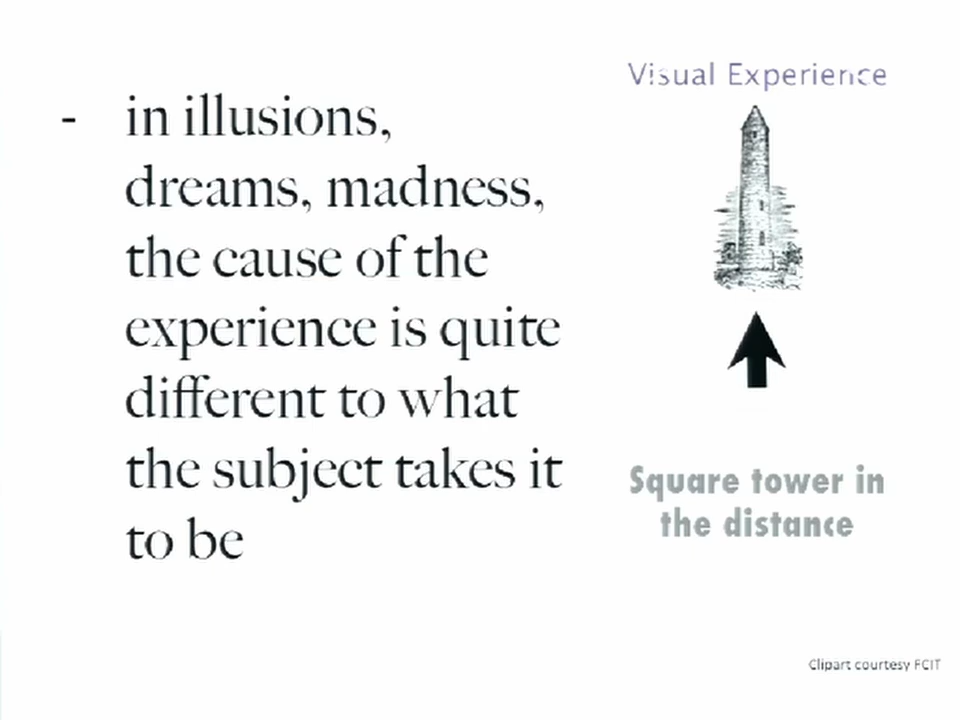 - in illusions,
dreams, madness,
the cause of the
experience is quite
different to what
the subject takes it
to be
Visual Experience
Square tower in
the distance
Clipart courtesy FCIT